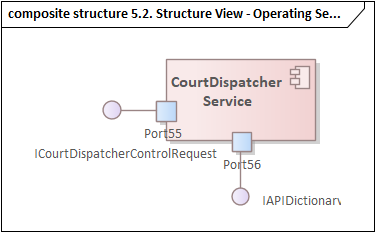 composite structure 5.2. Structure View - Operating Se...
CourtDispatcher
Service
Port55
ICourtDispatcherControlRequest
Port56
IAPIDictionary